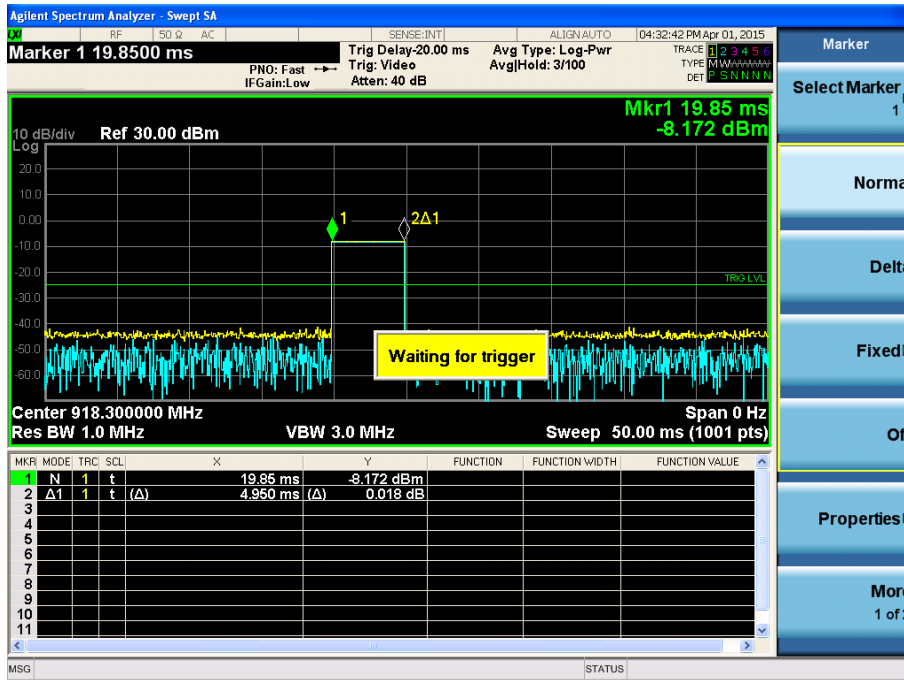 Agilent Spectrum Analyzer - Swept SA
LXI RF 50 Ω AC SENSE:INT ALIGN AUTO 04:32:42 PM Apr 01, 2015
Marker 1 19.8500 ms
PNO: Fast
IFGain:Low
Trig Delay-20.00 ms
Trig: Video
Atten: 40 dB
Avg Type: Log-Pwr
Avg|Hold: 3/100
TRACE 1 2 3 4 5 6
TYPE M W W W W W
DET P S N N N N
Mkr1 19.85 ms
-8.172 dBm
10 dB/div Ref 30.00 dBm
Log
20.0
10.0
0.00
-10.0
-20.0
-30.0
-40.0
-50.0
-60.0
1
2Δ1
TRIG LVL
Waiting for trigger
Center 918.300000 MHz Span 0 Hz
Res BW 1.0 MHz VBW 3.0 MHz Sweep 50.00 ms (1001 pts)
MKR MODE TRC SCL X Y FUNCTION FUNCTION WIDTH FUNCTION VALUE
1 N 1 t 19.85 ms -8.172 dBm
2 Δ1 1 t (Δ) 4.950 ms (Δ) 0.018 dB
3
4
5
6
7
8
9
10
11
MSG STATUS
Marker
Select Marker
1
Norma
Delta
Fixed
Of
Properties
More
1 of 2